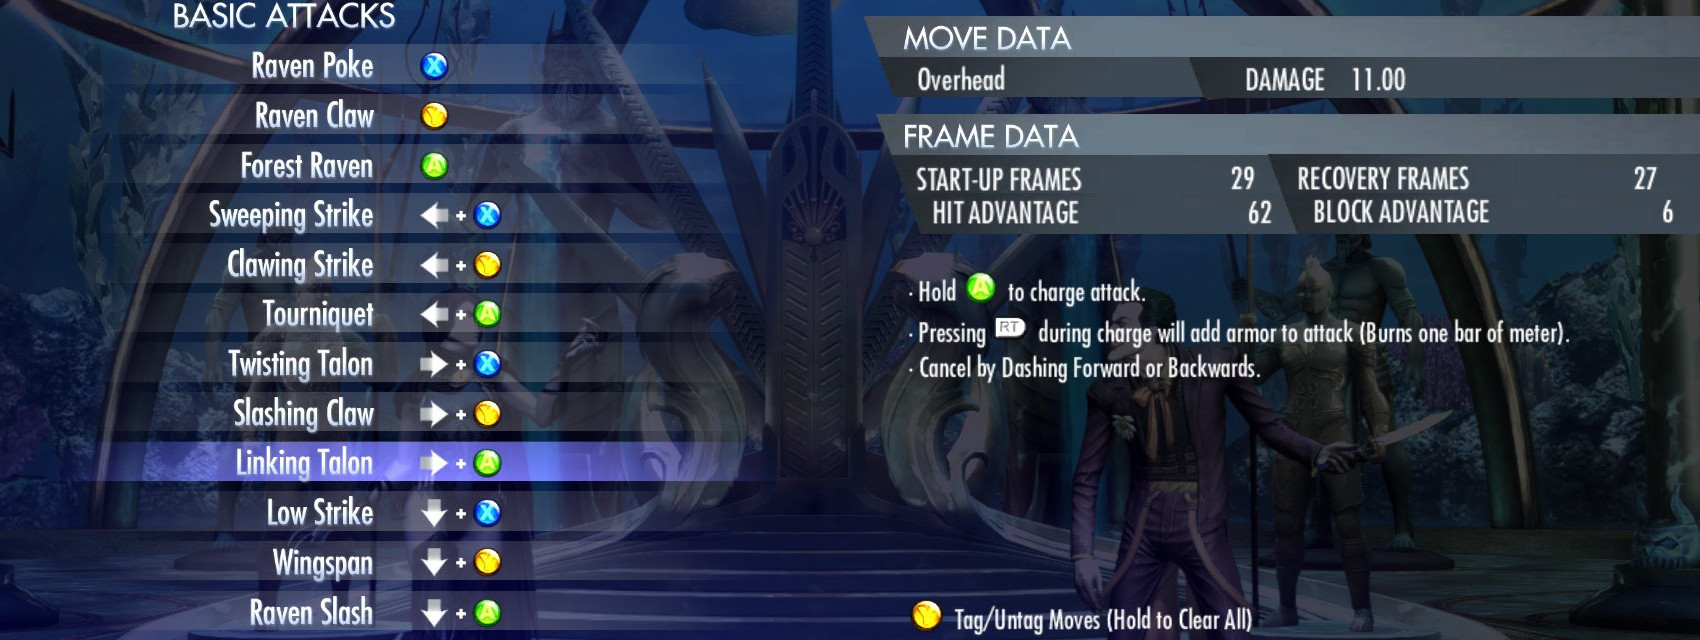 BASIC ATTACKS
Raven Poke X
Raven Claw Y
Forest Raven A
Sweeping Strike + X
Clawing Strike + Y
Tourniquet + A
Twisting Talon + X
Slashing Claw + Y
Linking Talon + A
Low Strike + X
Wingspan + Y
Raven Slash + A
MOVE DATA
Overhead DAMAGE 11.00
FRAME DATA
START-UP FRAMES 29 RECOVERY FRAMES 27
HIT ADVANTAGE 62 BLOCK ADVANTAGE 6
· Hold A to charge attack.
· Pressing RT during charge will add armor to attack (Burns one bar of meter).
· Cancel by Dashing Forward or Backwards.
Y Tag/Untag Moves (Hold to Clear All)